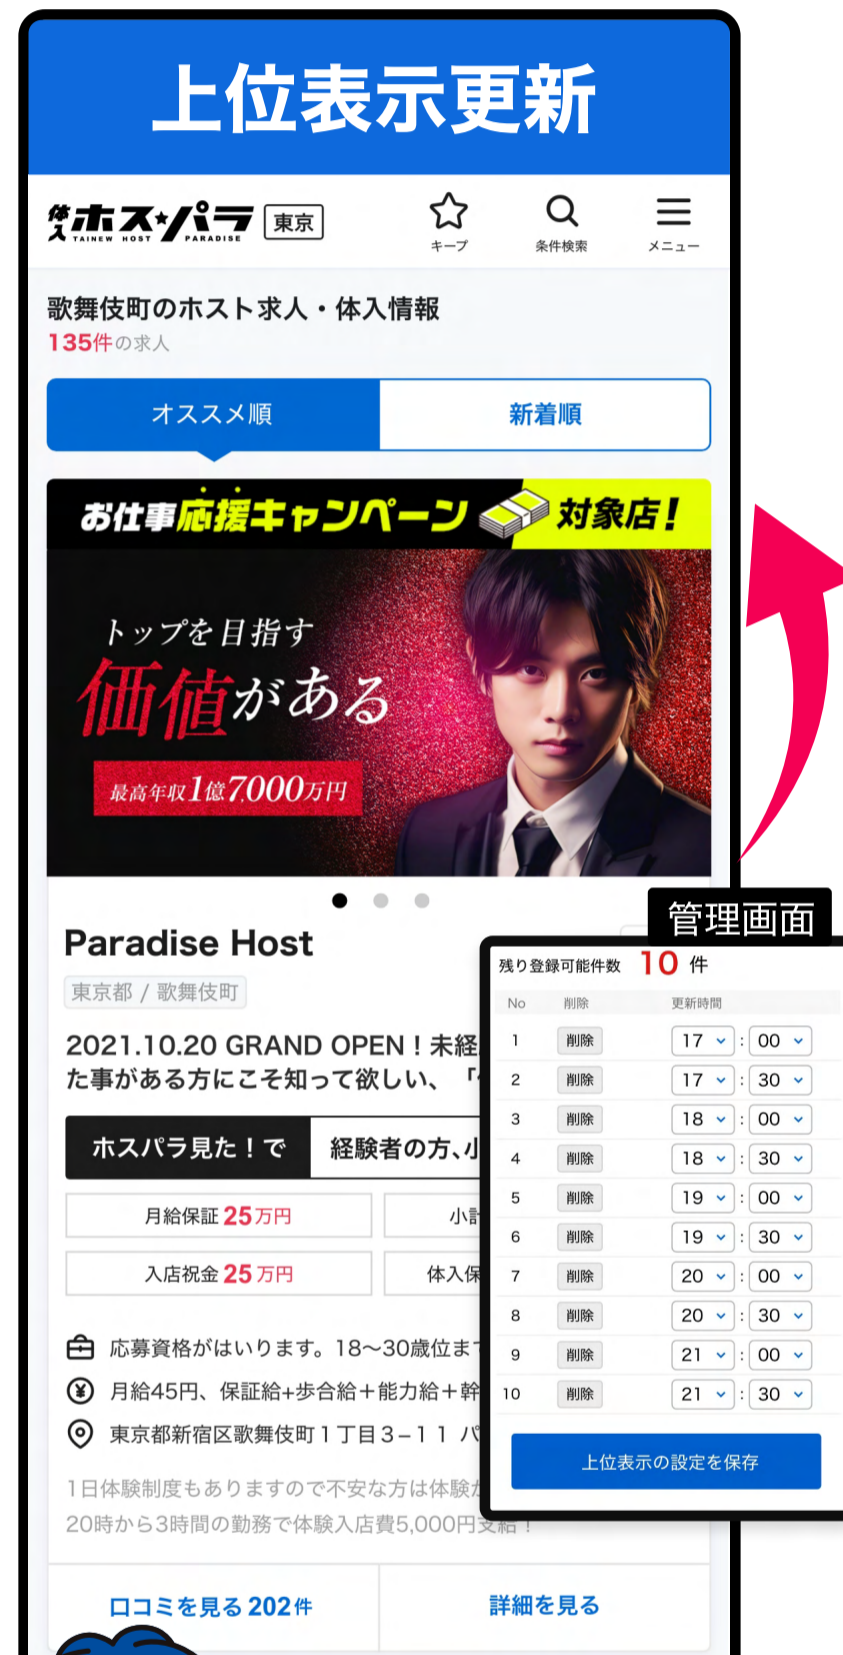 上位表示更新
体入ホス★パラ 東京
TAINEW HOST PARADISE
キープ 条件検索 メニュー
歌舞伎町のホスト求人・体入情報
135件の求人
オススメ順 新着順
お仕事応援キャンペーン 対象店！
トップを目指す
価値がある
最高年収1億7,000万円
Paradise Host
東京都 / 歌舞伎町
2021.10.20 GRAND OPEN！未経
た事がある方にこそ知って欲しい、「
ホスパラ見た！で 経験者の方、小
月給保証 25万円 小計
入店祝金 25万円 体入保
応募資格がはいります。18〜30歳位まで
月給45円、保証給+歩合給＋能力給＋幹
東京都新宿区歌舞伎町１丁目３−１１ パ
1日体験制度もありますので不安な方は体験か
20時から3時間の勤務で体験入店費5,000円支給！
口コミを見る 202件 詳細を見る
管理画面
残り登録可能件数 10 件
No 削除 更新時間
1 削除 17 : 00
2 削除 17 : 30
3 削除 18 : 00
4 削除 18 : 30
5 削除 19 : 00
6 削除 19 : 30
7 削除 20 : 00
8 削除 20 : 30
9 削除 21 : 00
10 削除 21 : 30
上位表示の設定を保存